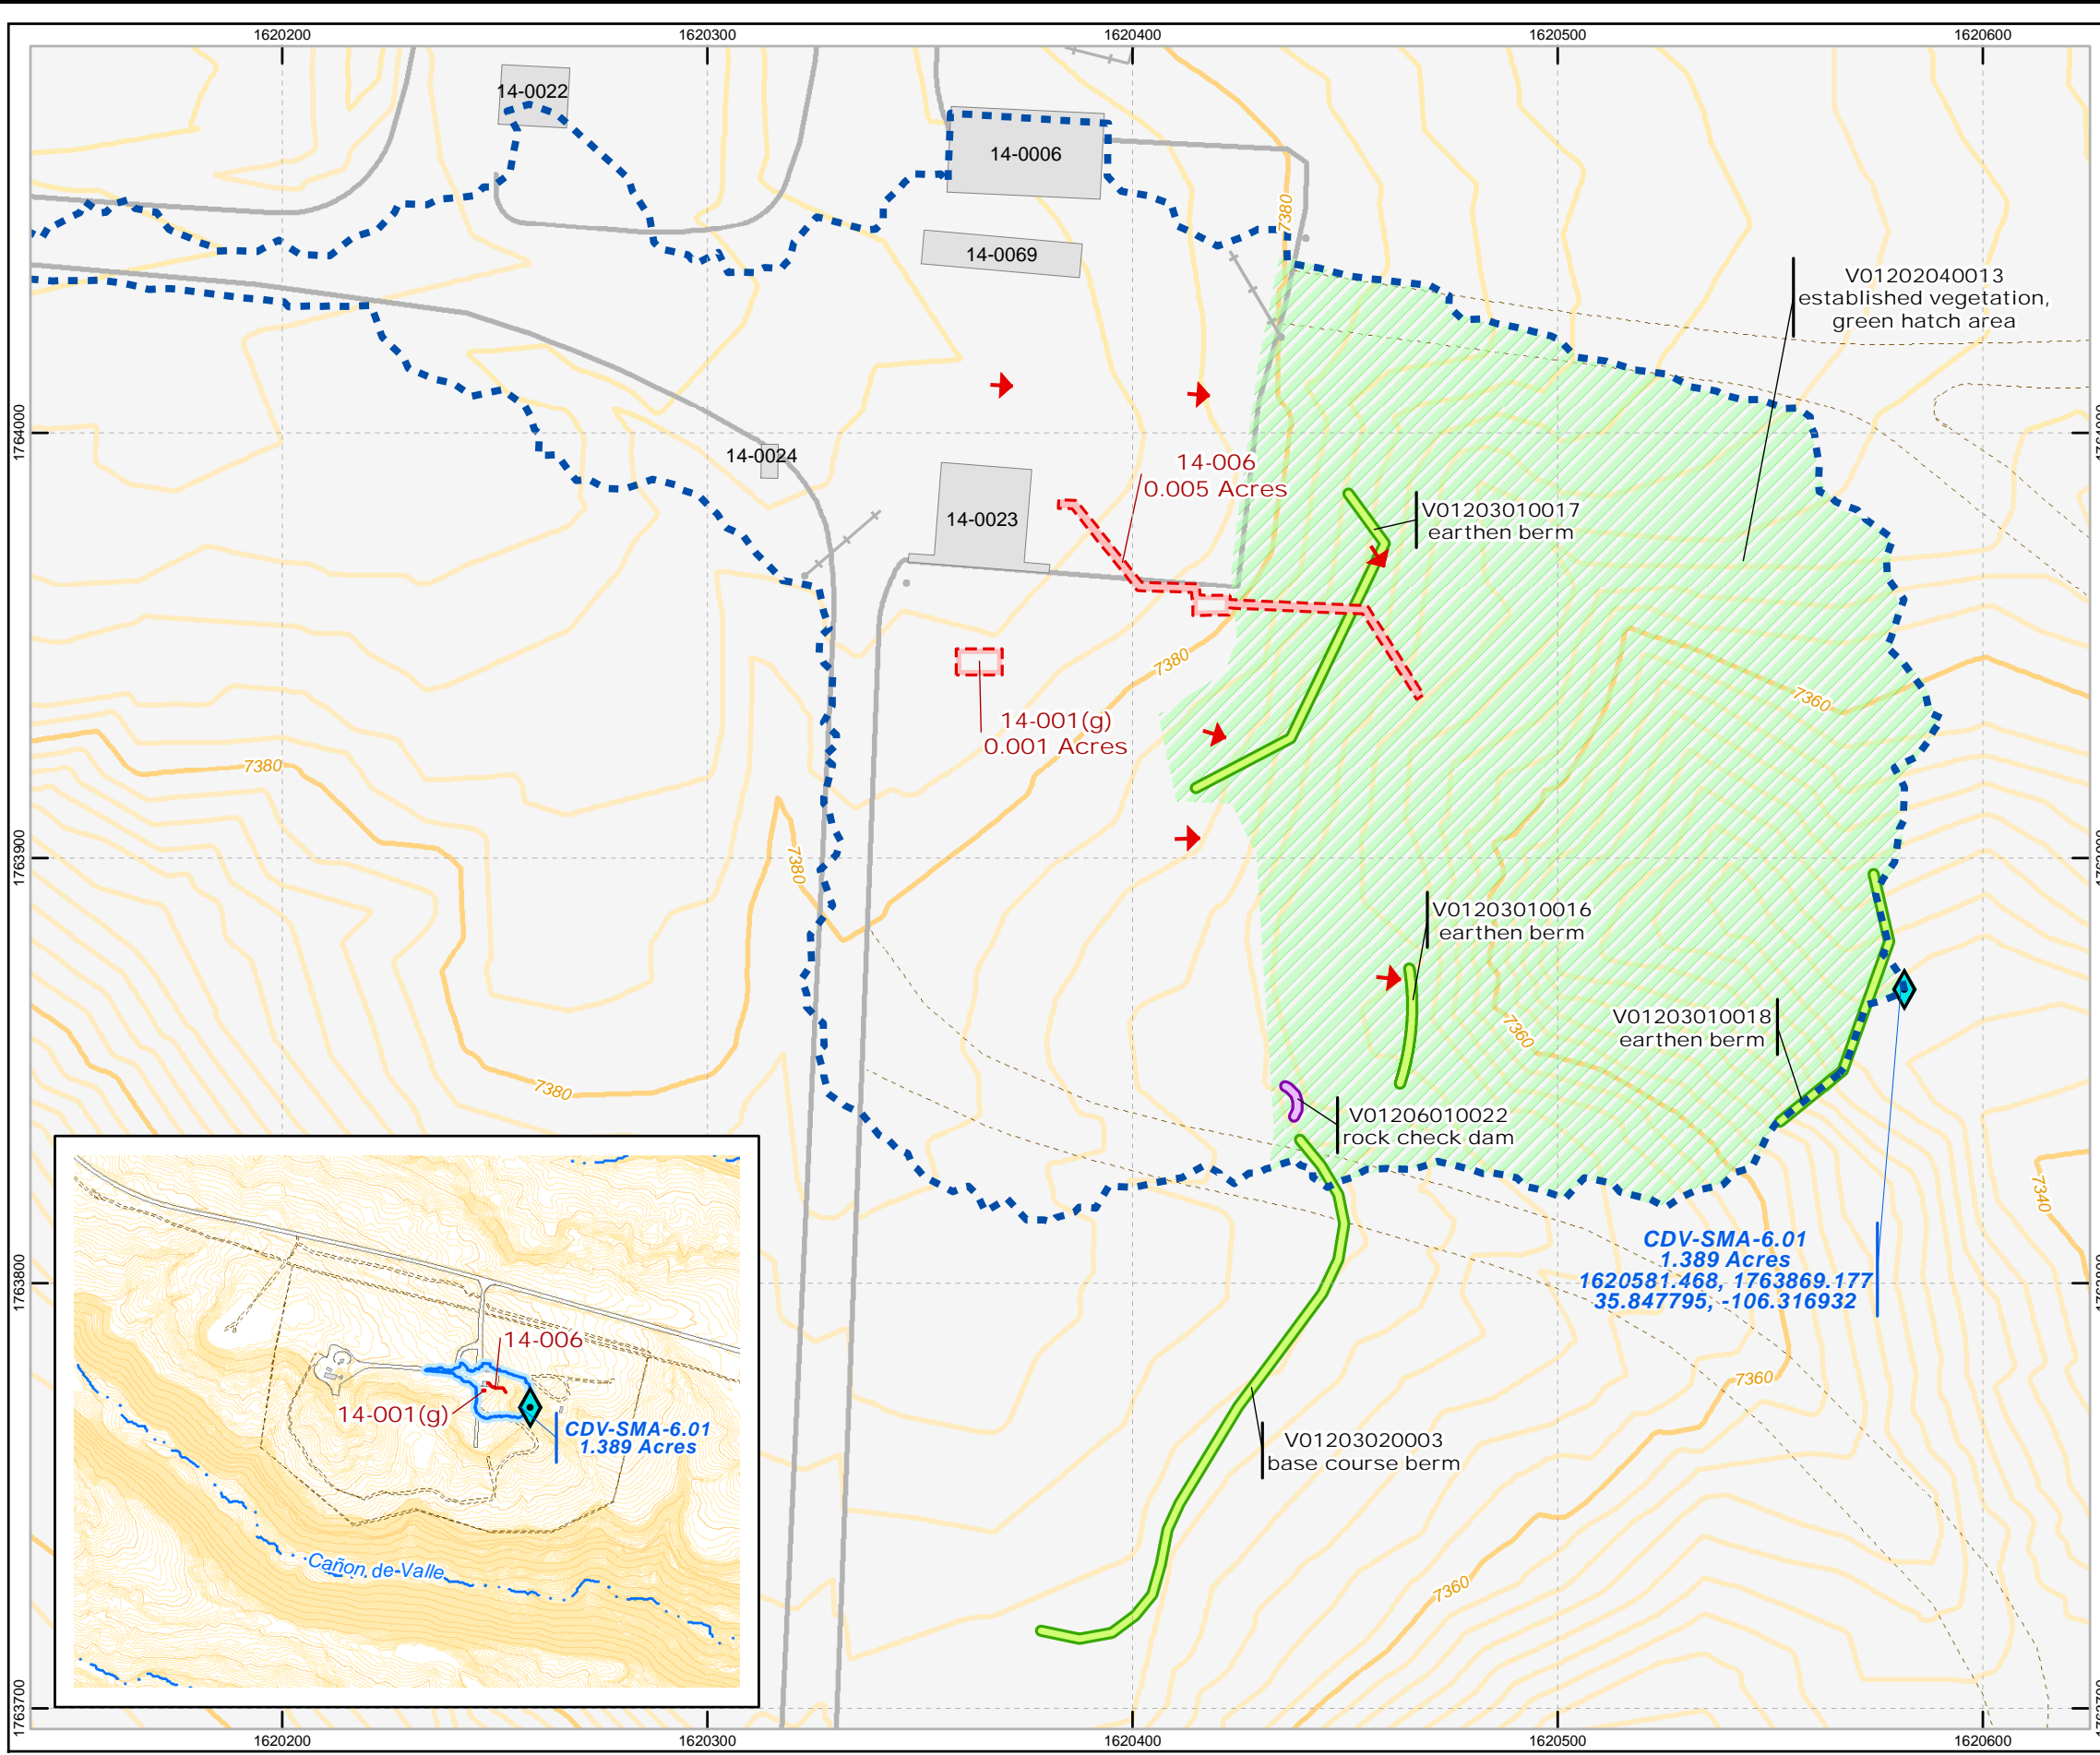 1620200
1620300
1620400
1620500
1620600
14-0022
14-0006
7380
14-0069
V01202040013
established vegetation,
green hatch area
1764000
1764000
14-0024
14-006
0.005 Acres
14-0023
V01203010017
earthen berm
7380
7360
14-001(g)
0.001 Acres
7380
7380
1763900
1763900
V01203010016
earthen berm
7360
V01203010018
earthen berm
7380
V01206010022
rock check dam
7340
CDV-SMA-6.01
1.389 Acres
1620581.468, 1763869.177
35.847795, -106.316932
1763800
1763800
14-006
14-001(g)
CDV-SMA-6.01
1.389 Acres
Cañon de Valle
7360
V01203020003
base course berm
7360
1763700
1763700
1620200
1620300
1620400
1620500
1620600